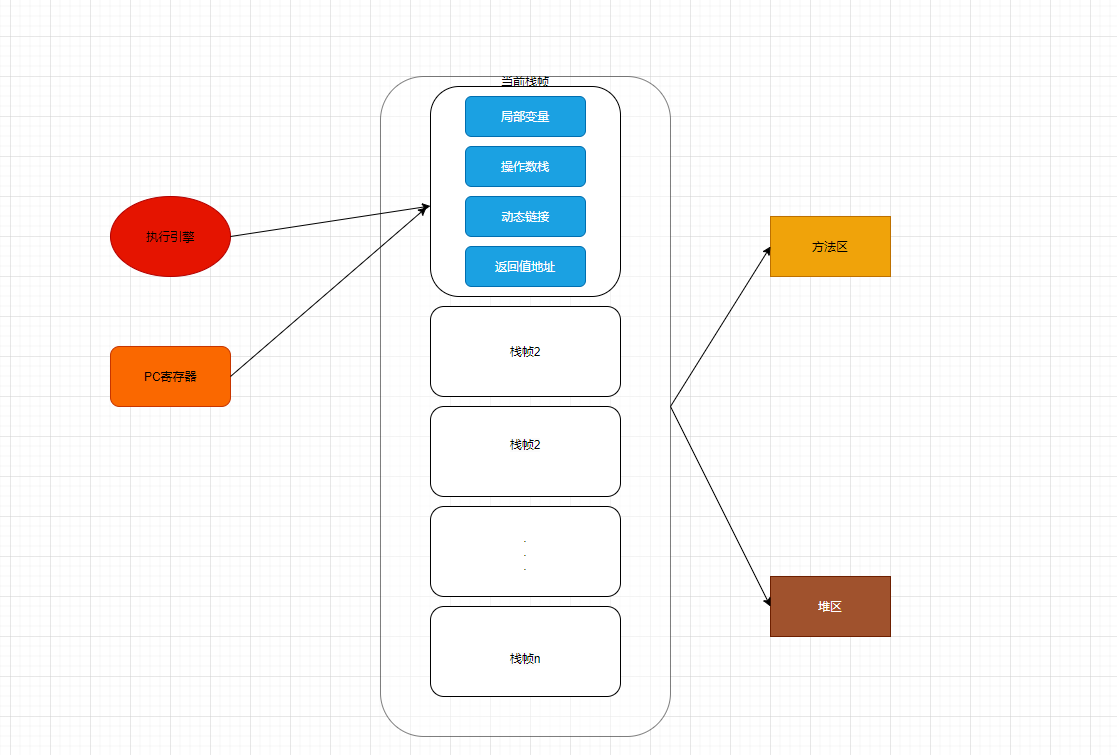 当前栈帧
局部变量
操作数栈
动态链接
返回值地址
执行引擎
PC寄存器
栈帧2
栈帧2
.
.
.
栈帧n
方法区
堆区